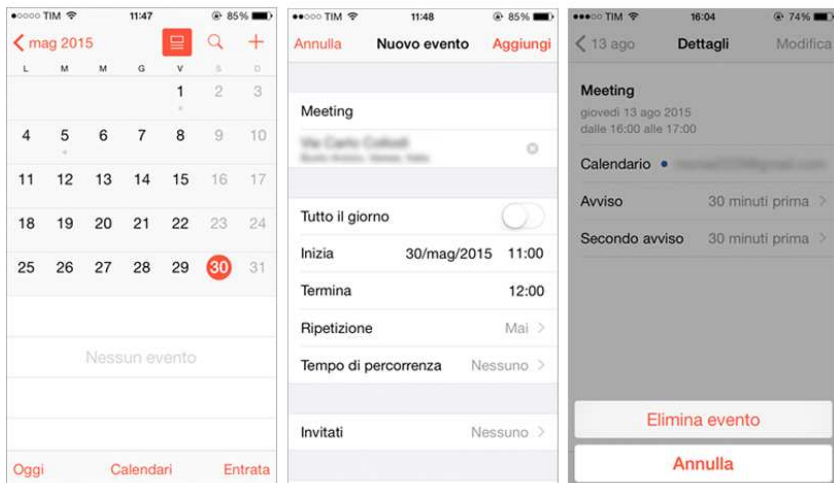 TIM 11:47 85%
mag 2015
L M M G V S D
1 2 3
4 5 6 7 8 9 10
11 12 13 14 15 16 17
18 19 20 21 22 23 24
25 26 27 28 29 30 31
Nessun evento
Oggi Calendari Entrata
TIM 11:48 85%
Annulla Nuovo evento Aggiungi
Meeting
Tutto il giorno
Inizia 30/mag/2015 11:00
Termina 12:00
Ripetizione Mai
Tempo di percorrenza Nessuno
Invitati Nessuno
TIM 16:04 74%
13 ago Dettagli Modifica
Meeting
giovedì 13 ago 2015
dalle 16:00 alle 17:00
Calendario
Avviso 30 minuti prima
Secondo avviso 30 minuti prima
Elimina evento
Annulla